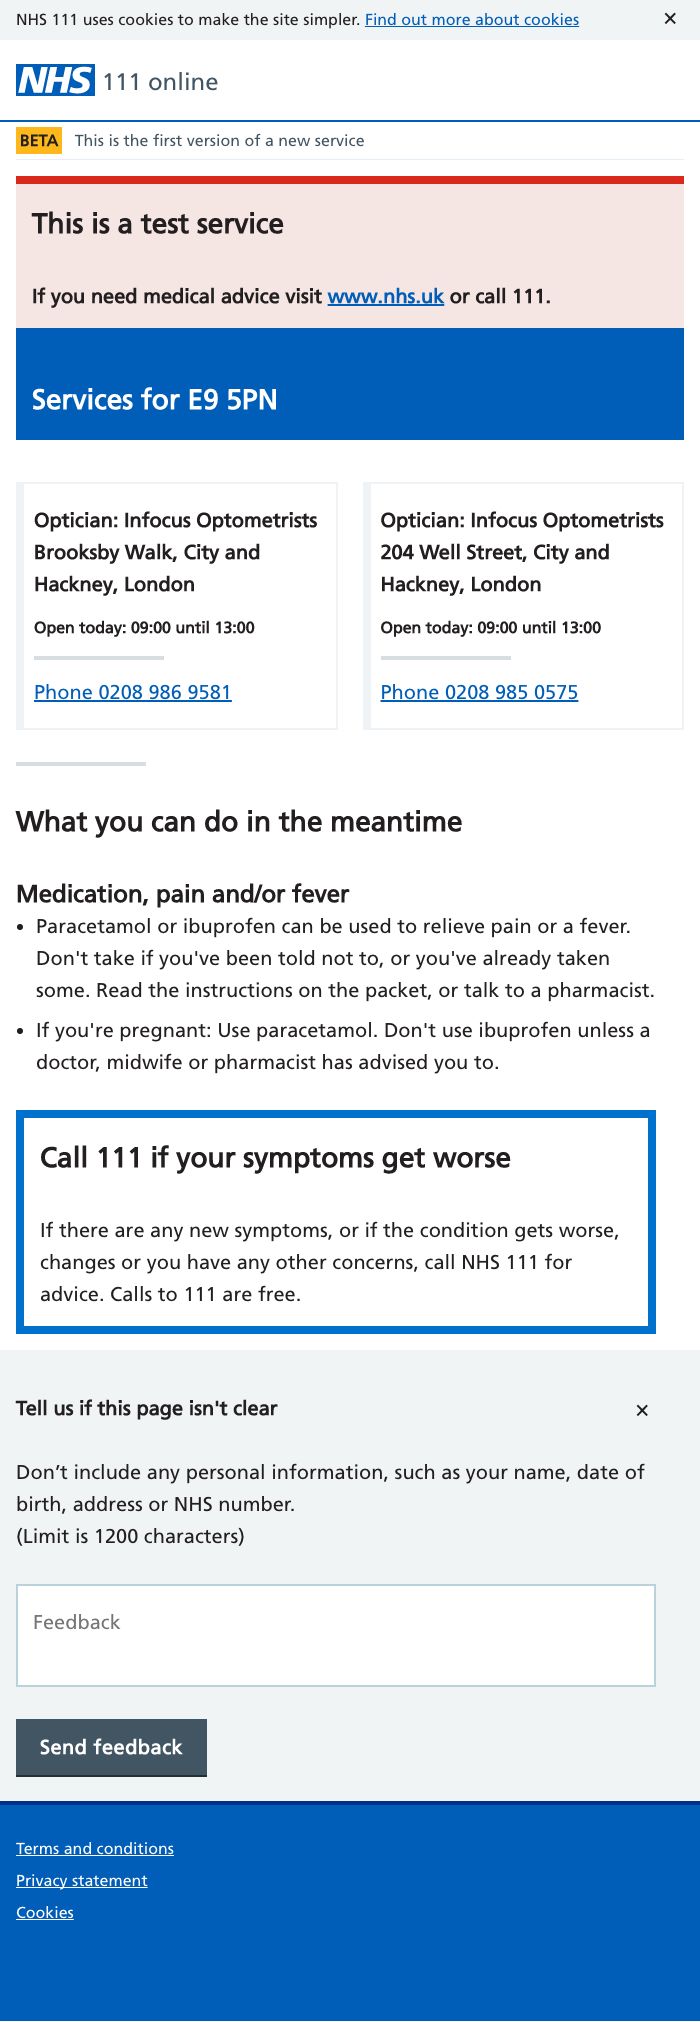 NHS 111 uses cookies to make the site simpler. Find out more about cookies ✕
NHS 111 online
BETA This is the first version of a new service
This is a test service
If you need medical advice visit www.nhs.uk or call 111.
Services for E9 5PN
Optician: Infocus Optometrists
Brooksby Walk, City and
Hackney, London
Open today: 09:00 until 13:00
Phone 0208 986 9581
Optician: Infocus Optometrists
204 Well Street, City and
Hackney, London
Open today: 09:00 until 13:00
Phone 0208 985 0575
What you can do in the meantime
Medication, pain and/or fever
• Paracetamol or ibuprofen can be used to relieve pain or a fever.
Don't take if you've been told not to, or you've already taken
some. Read the instructions on the packet, or talk to a pharmacist.
• If you're pregnant: Use paracetamol. Don't use ibuprofen unless a
doctor, midwife or pharmacist has advised you to.
Call 111 if your symptoms get worse
If there are any new symptoms, or if the condition gets worse,
changes or you have any other concerns, call NHS 111 for
advice. Calls to 111 are free.
Tell us if this page isn't clear ✕
Don’t include any personal information, such as your name, date of
birth, address or NHS number.
(Limit is 1200 characters)
Feedback
Send feedback
Terms and conditions
Privacy statement
Cookies